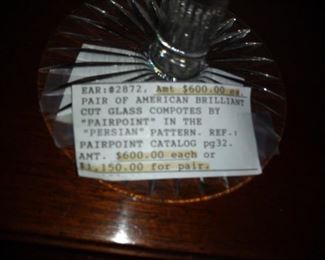 EAR:#2872, Amt $600.00 ea.
PAIR OF AMERICAN BRILLIANT
CUT GLASS COMPOTES BY
"PAIRPOINT" IN THE
"PERSIAN" PATTERN. REF.:
PAIRPOINT CATALOG pg32.
AMT. $600.00 each or
$1,150.00 for pair.